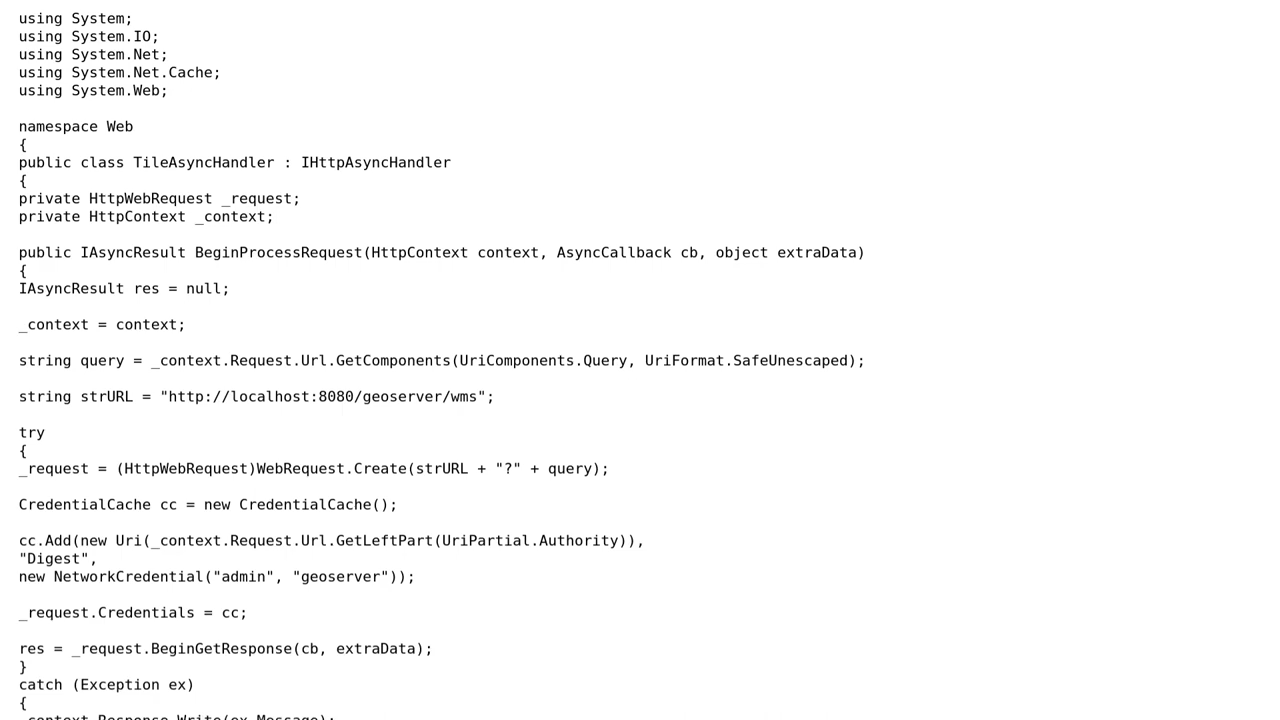 using System;
using System.IO;
using System.Net;
using System.Net.Cache;
using System.Web;
namespace Web
{
public class TileAsyncHandler : IHttpAsyncHandler
{
private HttpWebRequest _request;
private HttpContext _context;
public IAsyncResult BeginProcessRequest(HttpContext context, AsyncCallback cb, object extraData)
{
IAsyncResult res = null;
_context = context;
string query = _context.Request.Url.GetComponents(UriComponents.Query, UriFormat.SafeUnescaped);
string strURL = "http://localhost:8080/geoserver/wms";
try
{
_request = (HttpWebRequest)WebRequest.Create(strURL + "?" + query);
CredentialCache cc = new CredentialCache();
cc.Add(new Uri(_context.Request.Url.GetLeftPart(UriPartial.Authority)),
"Digest",
new NetworkCredential("admin", "geoserver"));
_request.Credentials = cc;
res = _request.BeginGetResponse(cb, extraData);
}
catch (Exception ex)
{
_context.Response.Write(ex.Message);